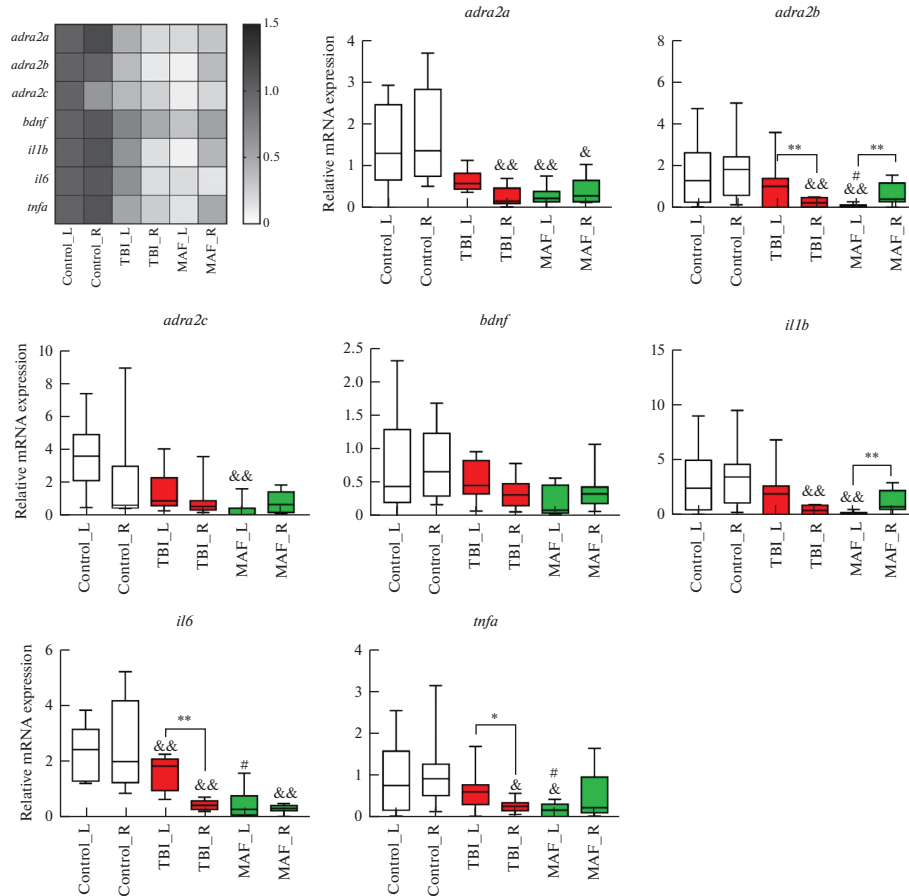 adra2a
adra2b
adra2c
bdnf
il1b
il6
tnfa
1.5
1.0
0.5
0
Control_L
Control_R
TBI_L
TBI_R
MAF_L
MAF_R
adra2a
Relative mRNA expression
4
3
2
1
0
&&
&&
&
Control_L
Control_R
TBI_L
TBI_R
MAF_L
MAF_R
adra2b
8
6
4
2
0
**
&&
#
&&
**
Control_L
Control_R
TBI_L
TBI_R
MAF_L
MAF_R
adra2c
Relative mRNA expression
10
8
6
4
2
0
&&
Control_L
Control_R
TBI_L
TBI_R
MAF_L
MAF_R
bdnf
2.5
2.0
1.5
1.0
0.5
0
Control_L
Control_R
TBI_L
TBI_R
MAF_L
MAF_R
il1b
15
10
5
0
&&
&&
**
Control_L
Control_R
TBI_L
TBI_R
MAF_L
MAF_R
il6
Relative mRNA expression
6
4
2
0
&&
**
&&
#
&&
Control_L
Control_R
TBI_L
TBI_R
MAF_L
MAF_R
tnfa
4
3
2
1
0
*
&
#
&
Control_L
Control_R
TBI_L
TBI_R
MAF_L
MAF_R